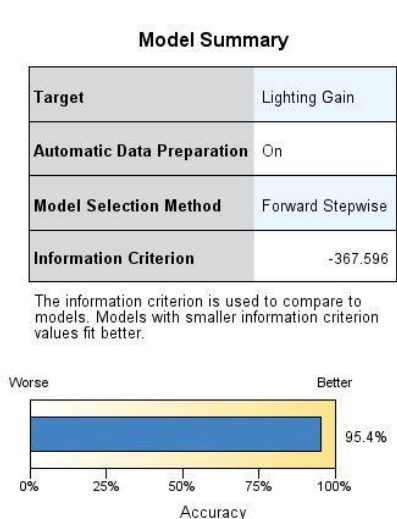 Model Summary
Target Lighting Gain
Automatic Data Preparation On
Model Selection Method Forward Stepwise
Information Criterion -367.596
The information criterion is used to compare to
models. Models with smaller information criterion
values fit better.
Worse Better
95.4%
0% 25% 50% 75% 100%
Accuracy